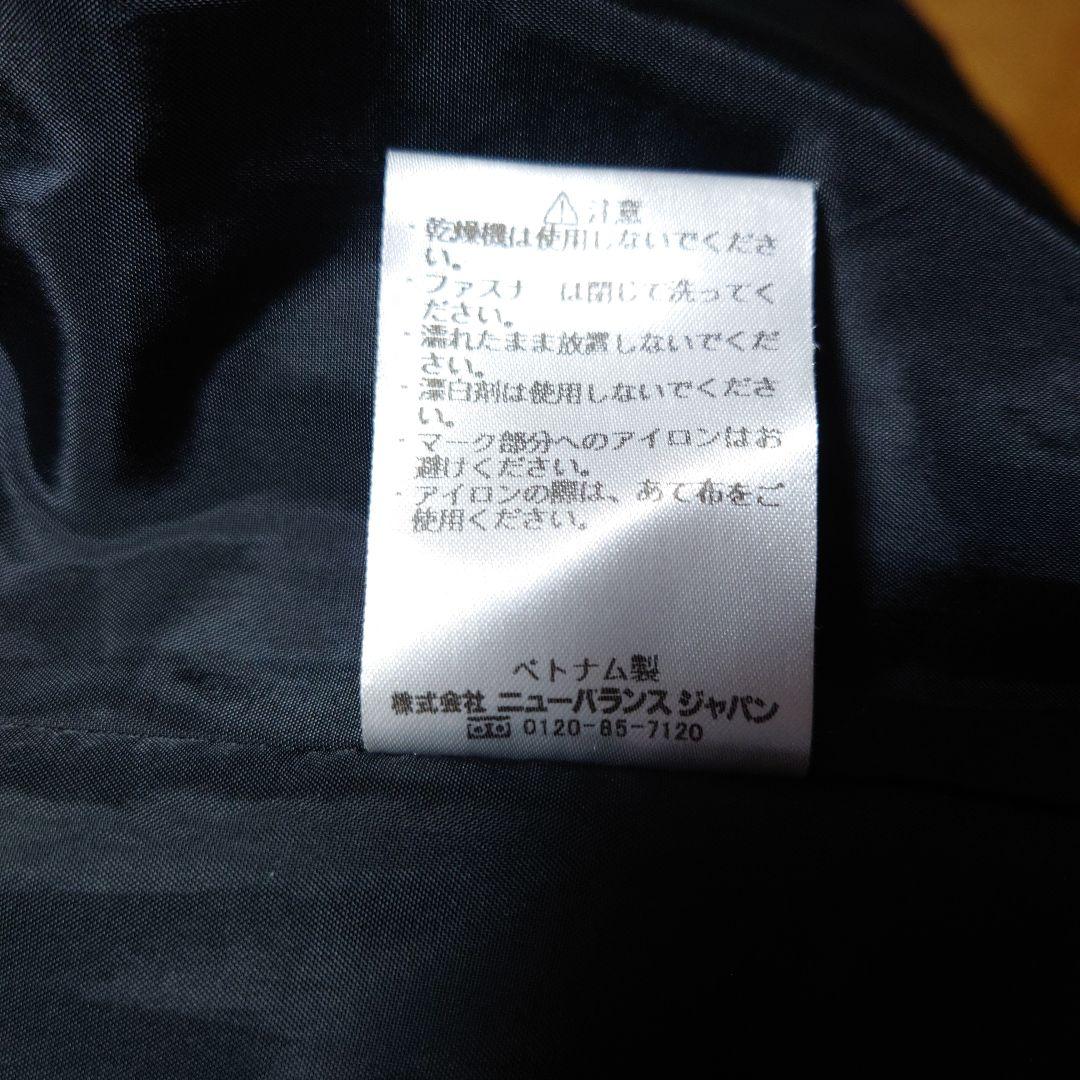 ⚠ 注意
・乾燥機は使用しないでくださ
い。
・ファスナーは閉じて洗ってく
ださい。
・濡れたまま放置しないでくだ
さい。
・漂白剤は使用しないでくださ
い。
・マーク部分へのアイロンはお
避けください。
・アイロンの際は、あて布をご
使用ください。
ベトナム製
株式会社 ニューバランス ジャパン
0120-85-7120